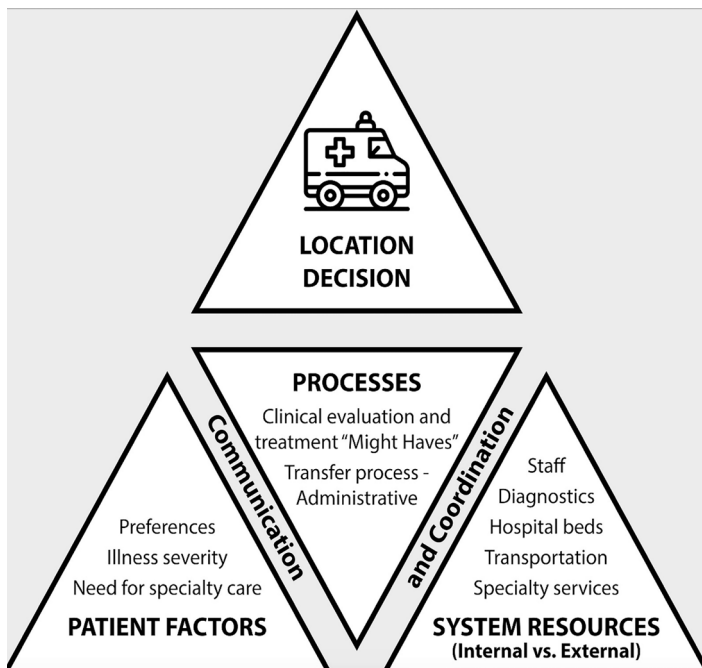 LOCATION
DECISION
PROCESSES
Clinical evaluation and
treatment “Might Haves”
Transfer process -
Administrative
Communication
and Coordination
Preferences
Illness severity
Need for specialty care
PATIENT FACTORS
Staff
Diagnostics
Hospital beds
Transportation
Specialty services
SYSTEM RESOURCES
(Internal vs. External)